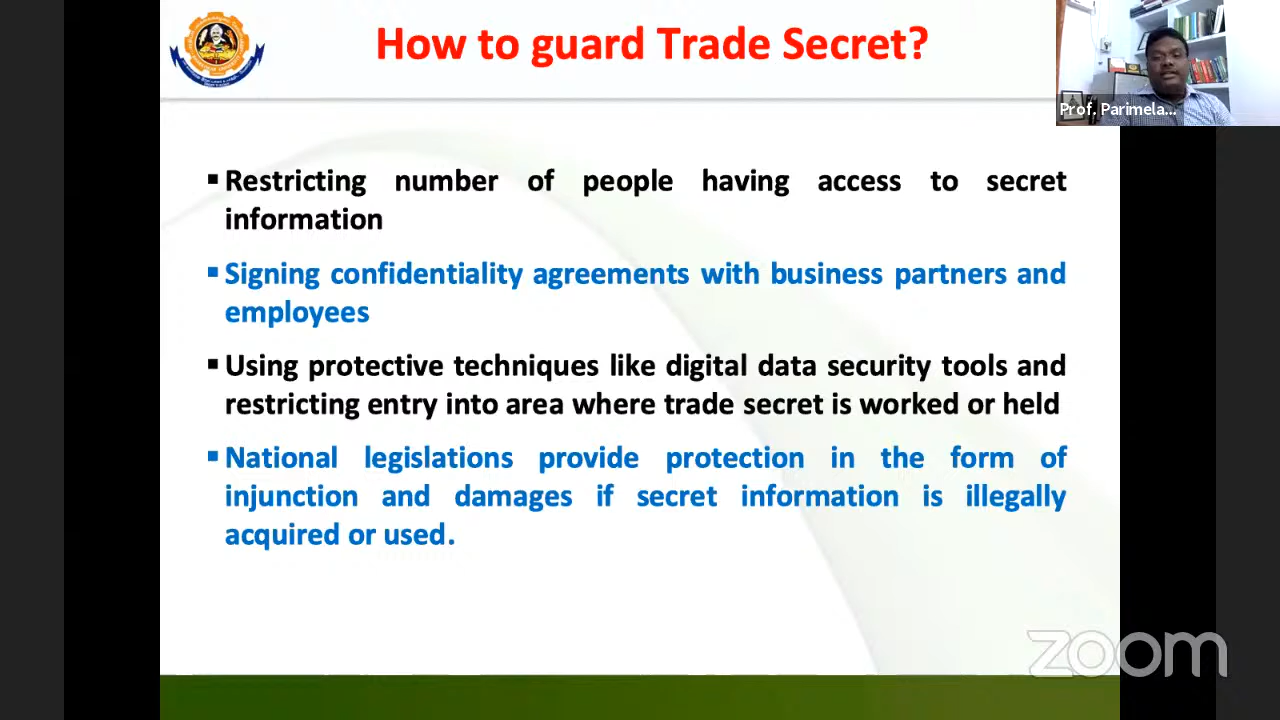 How to guard Trade Secret?
Prof. Parimela...
▪Restricting number of people having access to secret
information
▪Signing confidentiality agreements with business partners and
employees
▪Using protective techniques like digital data security tools and
restricting entry into area where trade secret is worked or held
▪National legislations provide protection in the form of
injunction and damages if secret information is illegally
acquired or used.
zoom